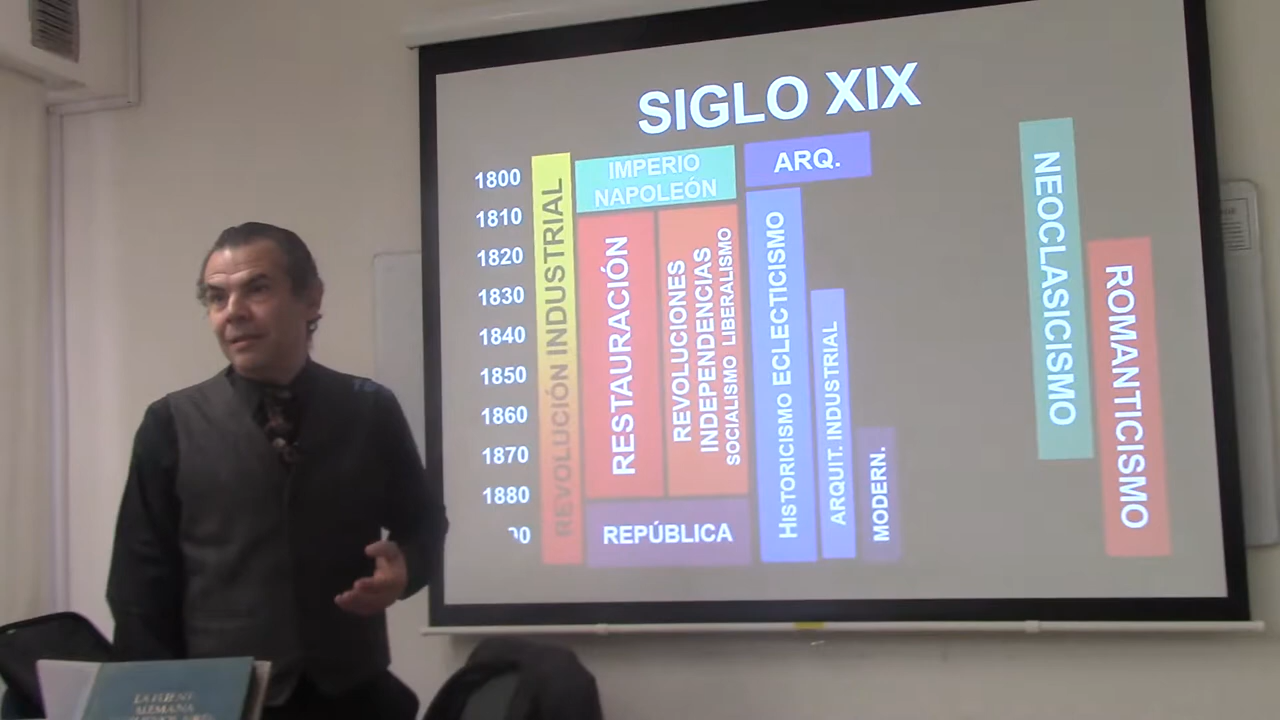 SIGLO XIX
1800
1810
1820
1830
1840
1850
1860
1870
1880
REVOLUCIÓN INDUSTRIAL
IMPERIO
NAPOLEÓN
RESTAURACIÓN
REVOLUCIONES
INDEPENDENCIAS
SOCIALISMO LIBERALISMO
REPÚBLICA
ARQ.
HISTORICISMO ECLECTICISMO
ARQUIT. INDUSTRIAL
MODERN.
NEOCLASICISMO
ROMANTICISMO
ALEMANA